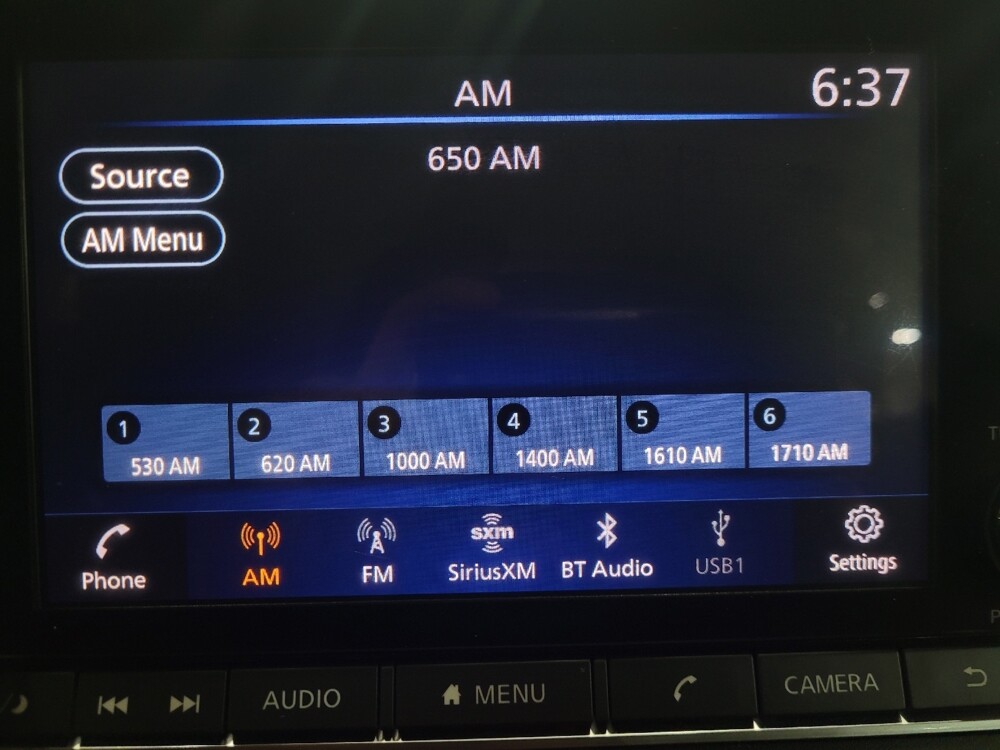 AM
6:37
650 AM
Source
AM Menu
1
530 AM
2
620 AM
3
1000 AM
4
1400 AM
5
1610 AM
6
1710 AM
Phone
AM
FM
sxm
SiriusXM
BT Audio
USB1
Settings
AUDIO
MENU
CAMERA